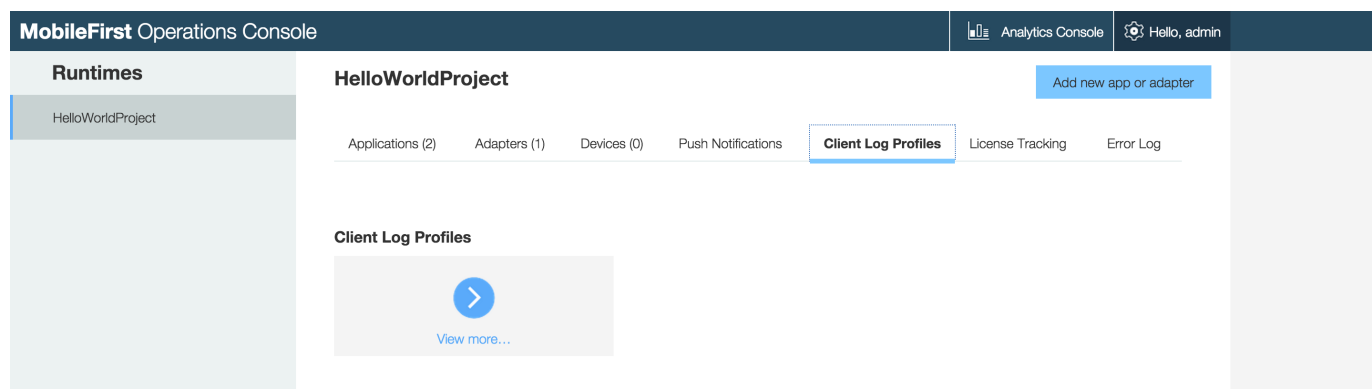 MobileFirst Operations Console
Analytics Console
Hello, admin
Runtimes
HelloWorldProject
HelloWorldProject
Add new app or adapter
Applications (2) Adapters (1) Devices (0) Push Notifications Client Log Profiles License Tracking Error Log
Client Log Profiles
View more…